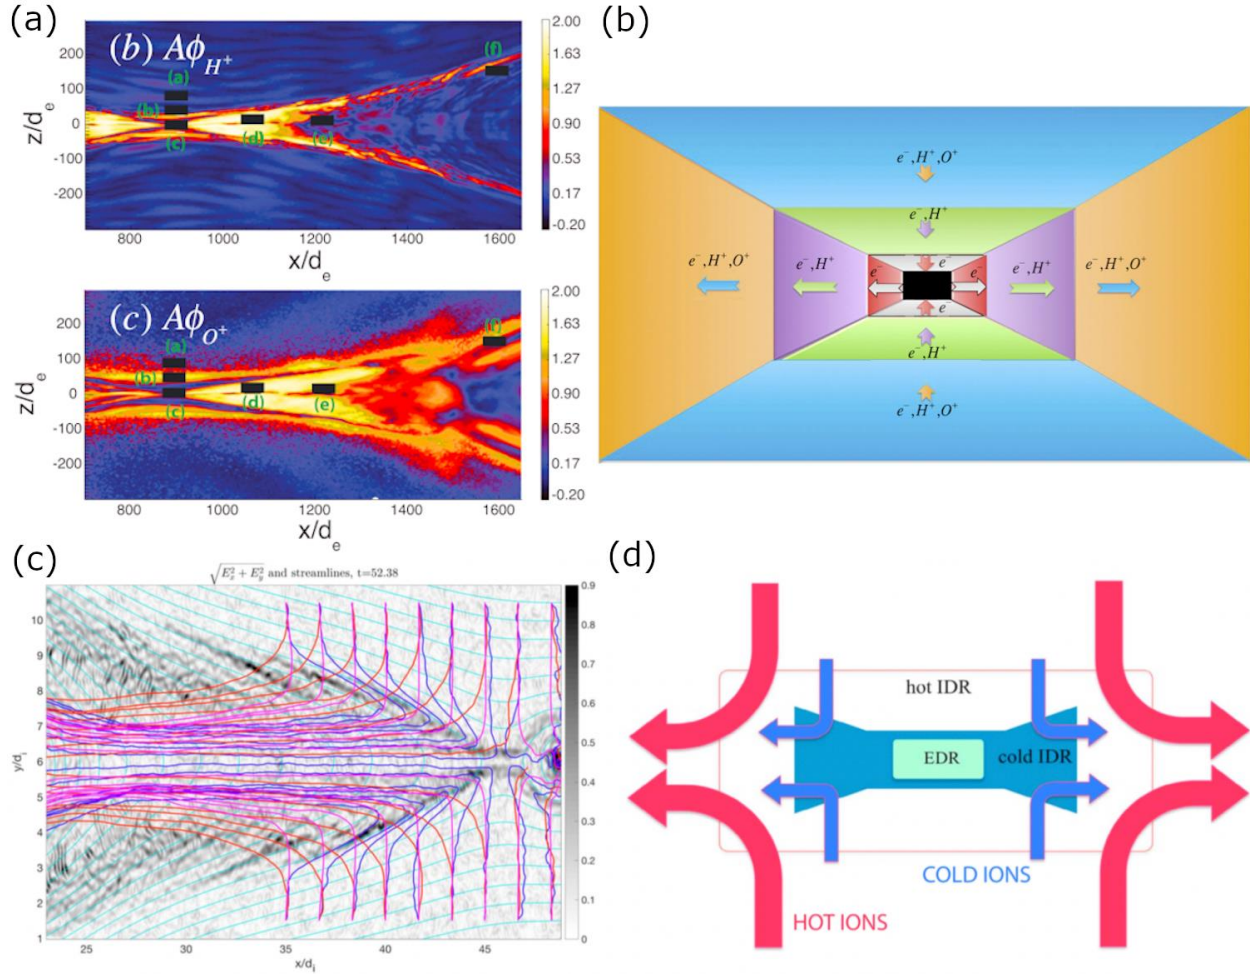 (a)
(b) Aϕ_H⁺
(a)
(b)
(c)
(d)
(e)
(f)
z/d_e
200
100
0
-100
-200
800 1000 1200 1400 1600
x/d_e
2.00
1.63
1.27
0.90
0.53
0.17
-0.20
(c) Aϕ_O⁺
(a)
(b)
(c)
(d)
(e)
(f)
z/d_e
200
100
0
-100
-200
800 1000 1200 1400 1600
x/d_e
2.00
1.63
1.27
0.90
0.53
0.17
-0.20
(b)
e⁻,H⁺,O⁺
e⁻,H⁺
e⁻
e⁻,H⁺,O⁺ e⁻,H⁺ e⁻ e⁻ e⁻,H⁺ e⁻,H⁺,O⁺
e⁻
e⁻,H⁺
e⁻,H⁺,O⁺
(c)
√E_x²+E_y² and streamlines, t=52.38
y/d_i
10
9
8
7
6
5
4
3
2
1
25 30 35 40 45
x/d_i
0.9
0.8
0.7
0.6
0.5
0.4
0.3
0.2
0.1
0
(d)
hot IDR
EDR
cold IDR
COLD IONS
HOT IONS